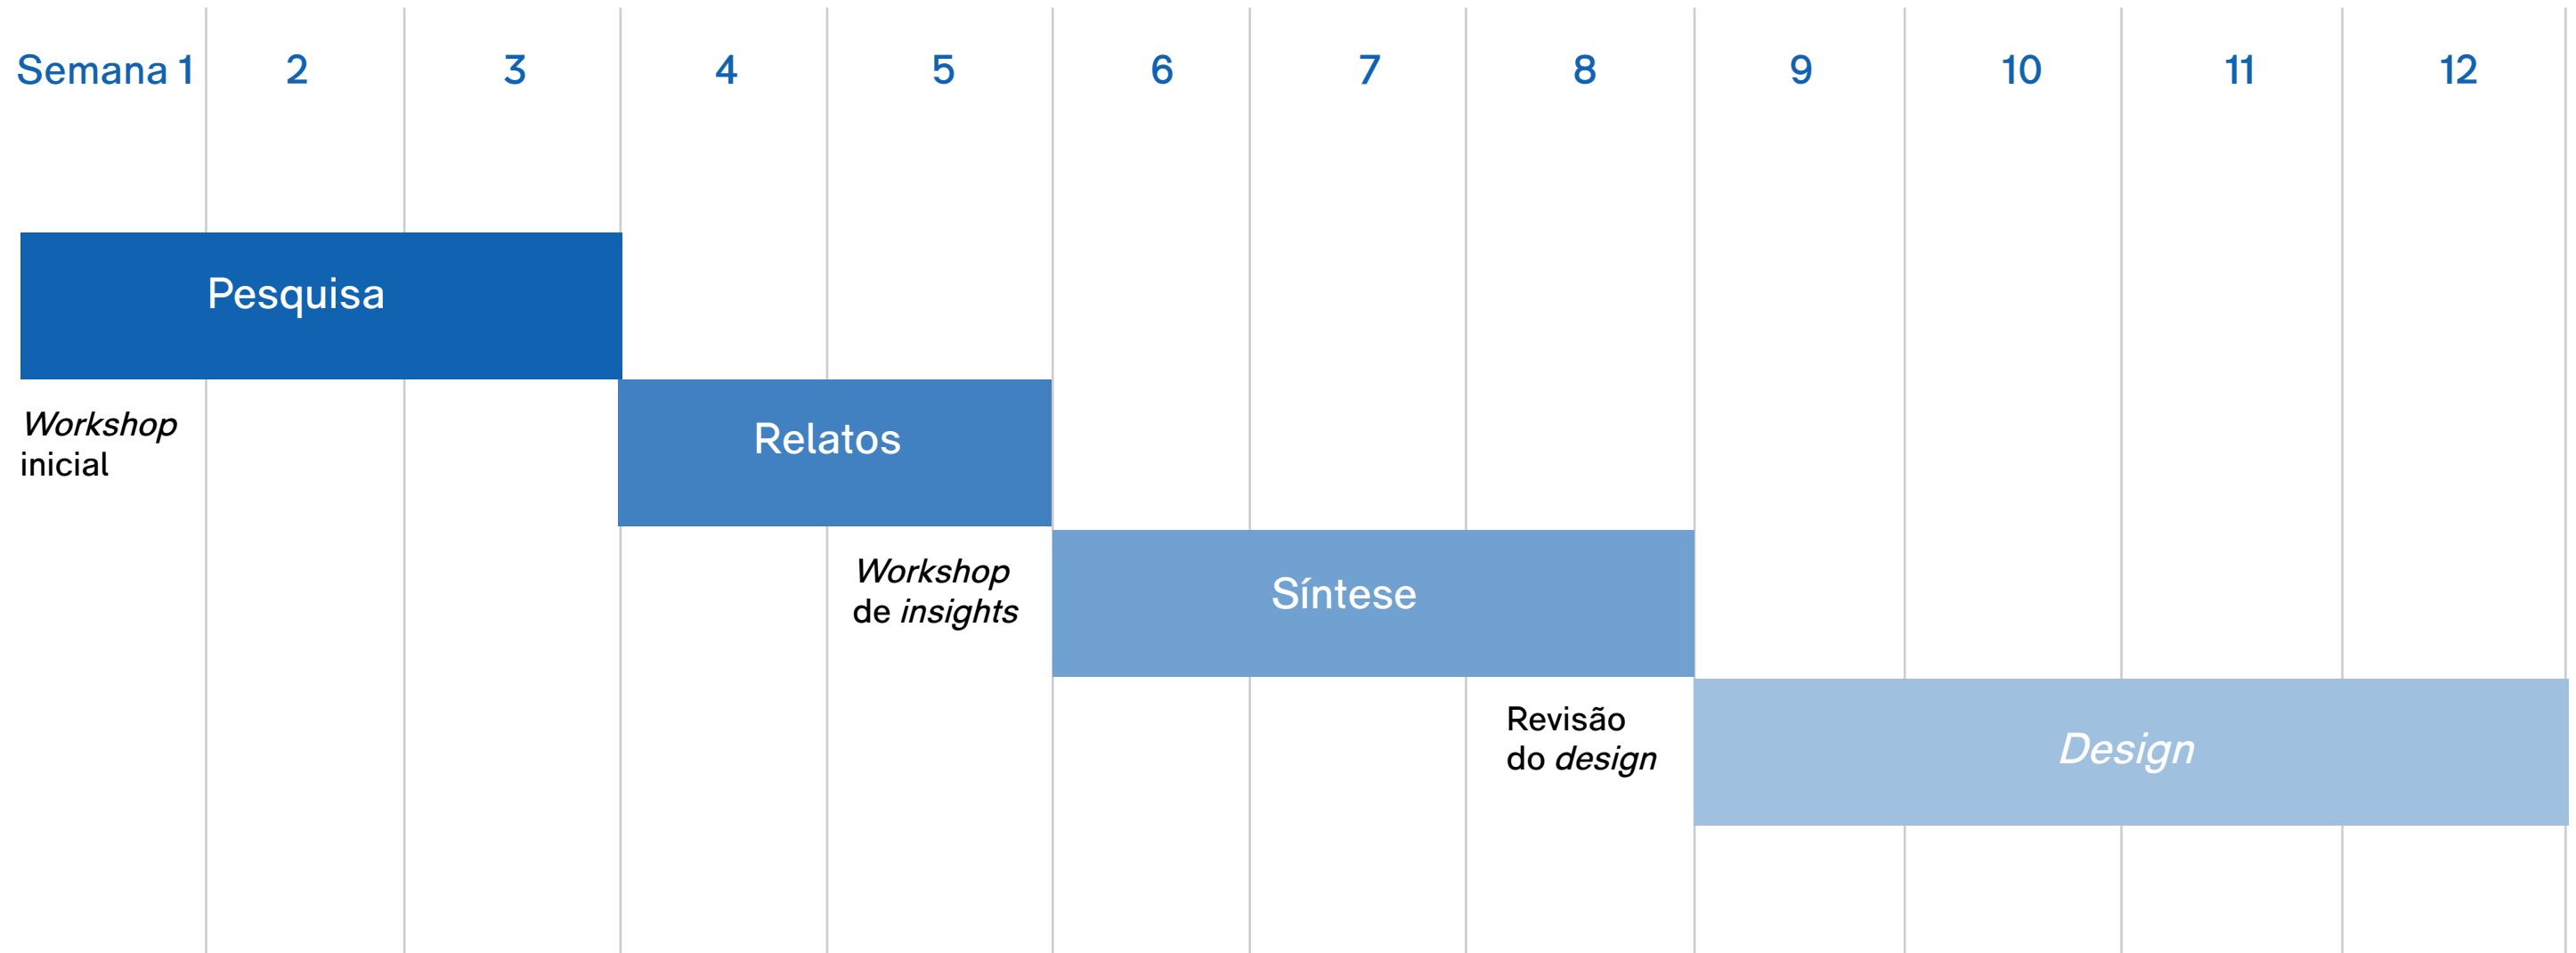 Semana 1 2 3 4 5 6 7 8 9 10 11 12
Pesquisa
Workshop
inicial
Relatos
Workshop
de insights
Síntese
Revisão
do design
Design